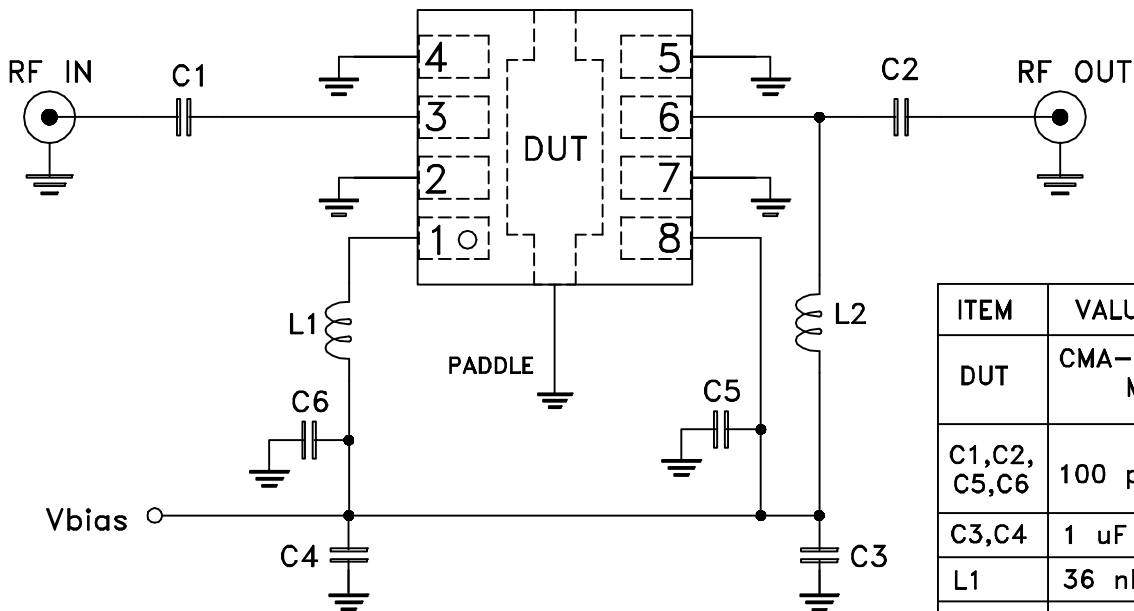 RF IN
C1
4
3
2
1
DUT
5
6
7
8
C2
RF OUT
L1
L2
PADDLE
C6
C5
Vbias
C4
C3
ITEM
DUT CMA-
C1,C2,
C5,C6 100
C3,C4 1 uF
L1 36